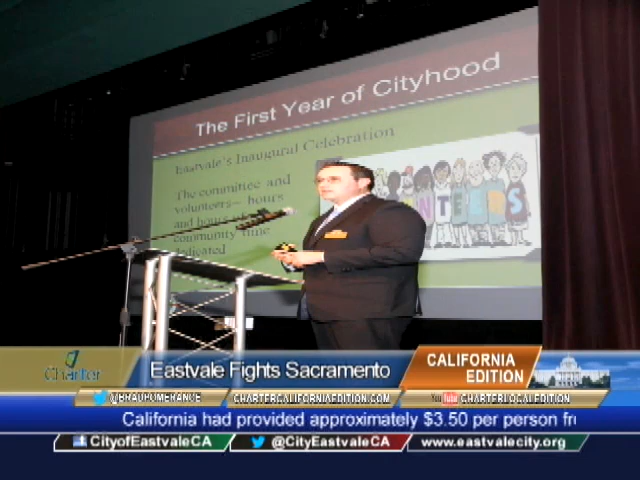 The First Year of Cityhood
Eastvale's Inaugural Celebration
The committee and
volunteers– hours
and hours
community time
dedicated
Charter
Eastvale Fights Sacramento
CALIFORNIA
EDITION
@BRADPOMERANCE
CHARTERCALIFORNIAEDITION.COM
YouTube CHARTERLOCALEDITION
California had provided approximately $3.50 per person fr
CityofEastvaleCA
@CityEastvaleCA
www.eastvalecity.org